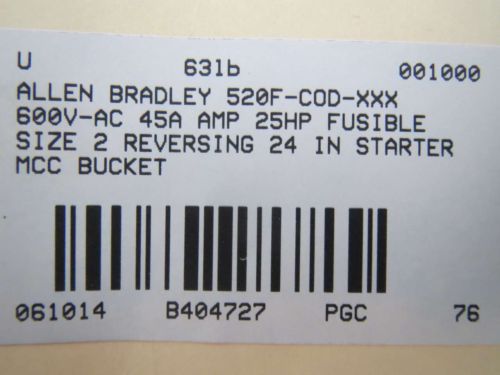 U 631b 001000
ALLEN BRADLEY 520F-COD-XXX
600V-AC 45A AMP 25HP FUSIBLE
SIZE 2 REVERSING 24 IN STARTER
MCC BUCKET
061014 B404727 PGC 76